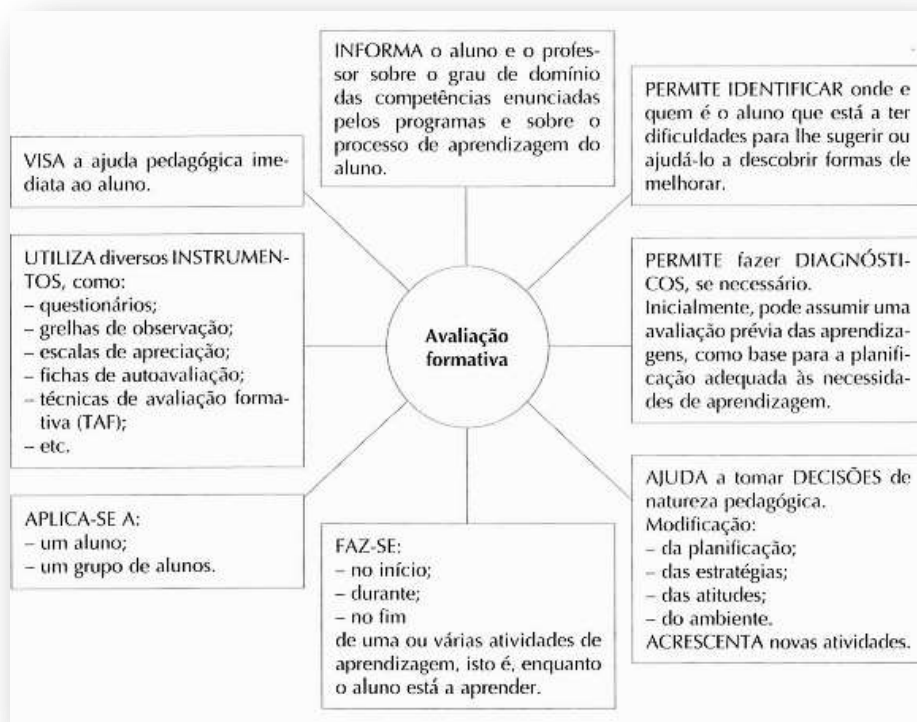 INFORMA o aluno e o profes-
sor sobre o grau de domínio
das competências enunciadas
pelos programas e sobre o
processo de aprendizagem do
aluno.
PERMITE IDENTIFICAR onde e
quem é o aluno que está a ter
dificuldades para lhe sugerir ou
ajudá-lo a descobrir formas de
melhorar.
VISA a ajuda pedagógica ime-
diata ao aluno.
UTILIZA diversos INSTRUMEN-
TOS, como:
– questionários;
– grelhas de observação;
– escalas de apreciação;
– fichas de autoavaliação;
– técnicas de avaliação forma-
tiva (TAF);
– etc.
Avaliação
formativa
PERMITE fazer DIAGNÓSTI-
COS, se necessário.
Inicialmente, pode assumir uma
avaliação prévia das aprendiza-
gens, como base para a planifi-
cação adequada às necessida-
des de aprendizagem.
APLICA-SE A:
– um aluno;
– um grupo de alunos.
FAZ-SE:
– no início;
– durante;
– no fim
de uma ou várias atividades de
aprendizagem, isto é, enquanto
o aluno está a aprender.
AJUDA a tomar DECISÕES de
natureza pedagógica.
Modificação:
– da planificação;
– das estratégias;
– das atitudes;
– do ambiente.
ACRESCENTA novas atividades.